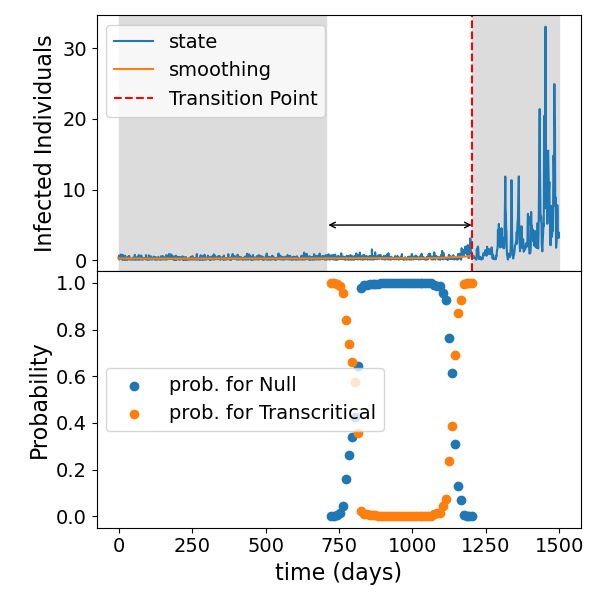 Infected Individuals
30
20
10
0
state
smoothing
Transition Point
Probability
1.0
0.8
0.6
0.4
0.2
0.0
prob. for Null
prob. for Transcritical
0 250 500 750 1000 1250 1500
time (days)